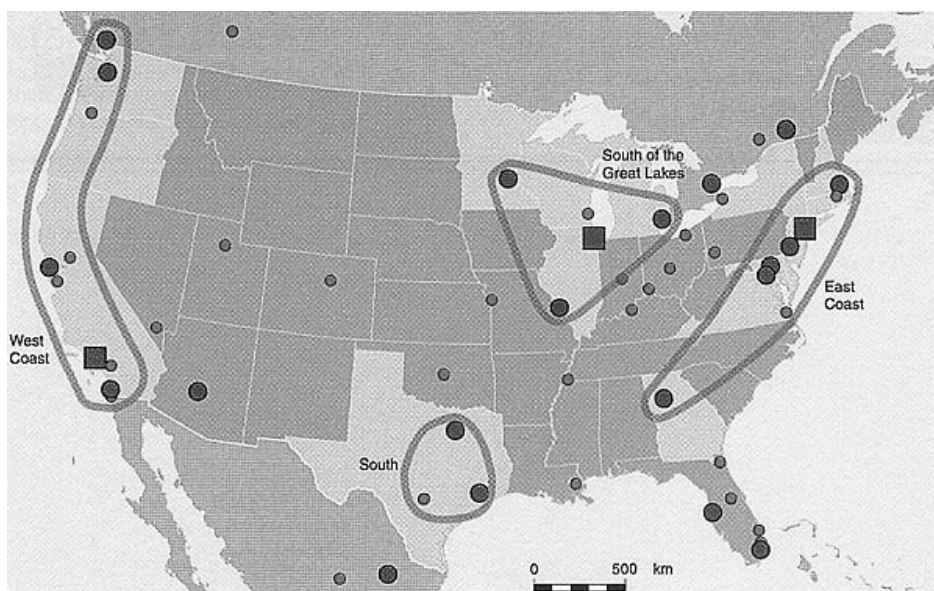 South of the
Great Lakes
East
Coast
West
Coast
South
0 500 km